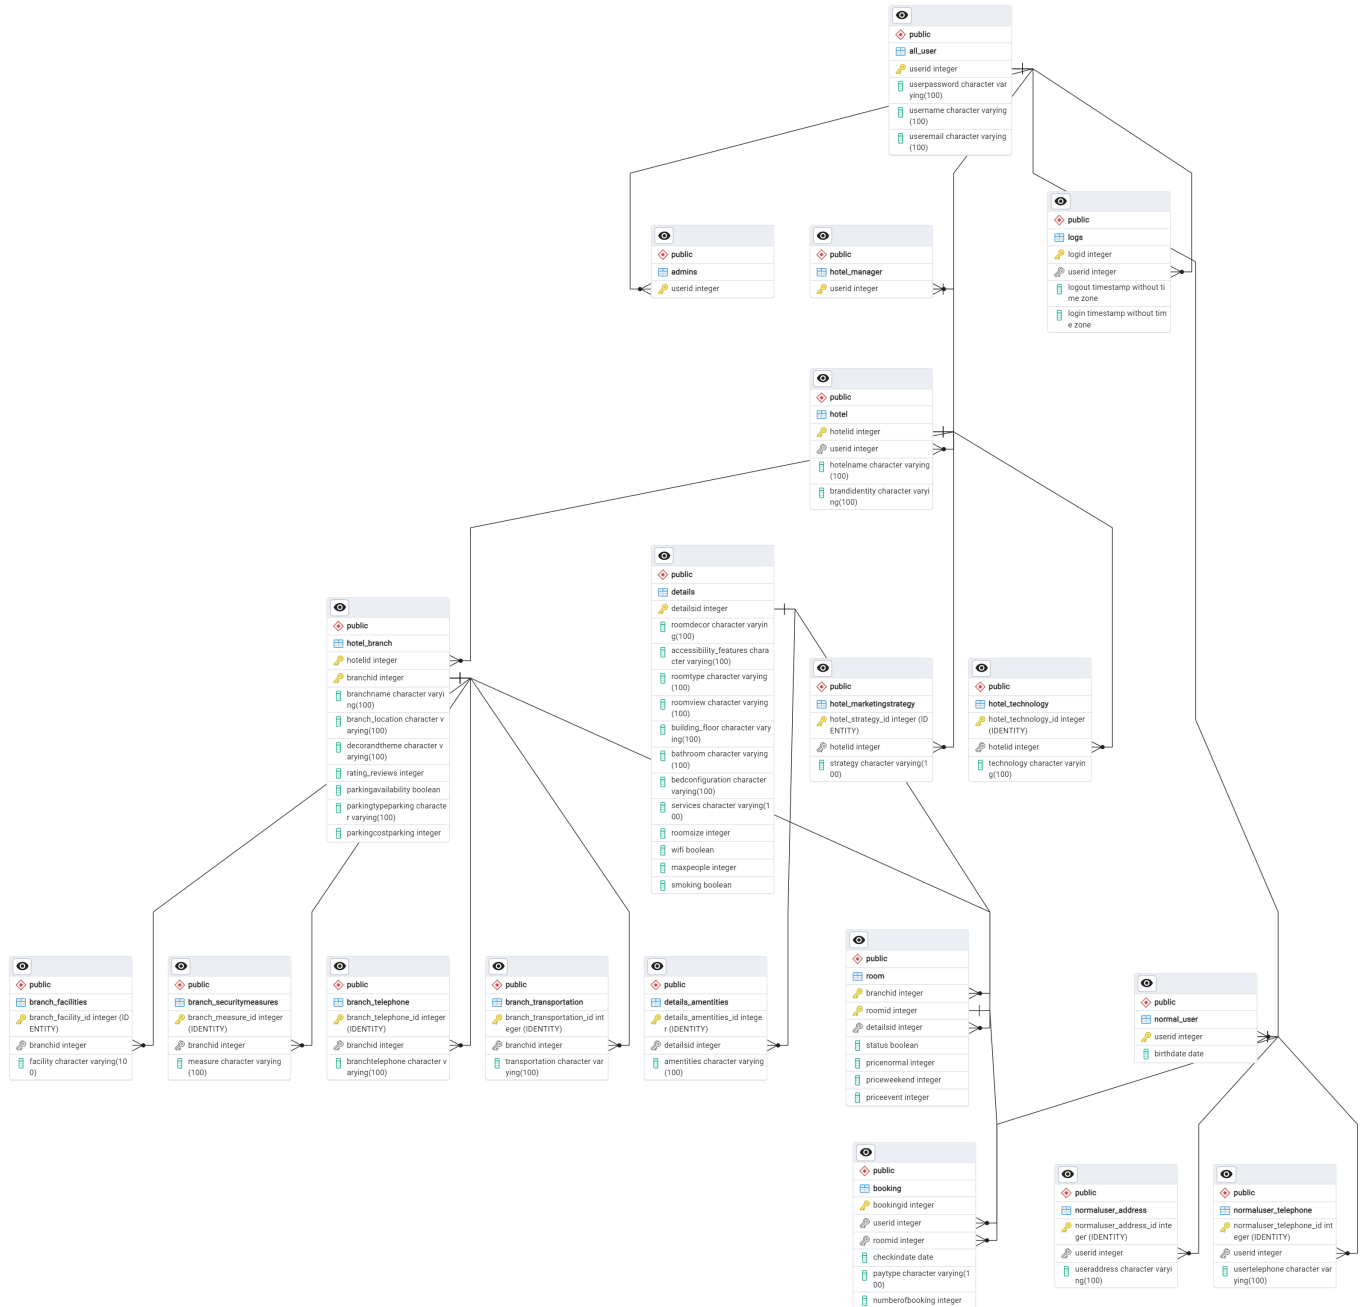 public
all_user
userid integer
userpassword character var
ying(100)
username character varying
(100)
useremail character varying
(100)
public
logs
logid integer
userid integer
logout timestamp without ti
me zone
login timestamp without tim
e zone
public
admins
userid integer
public
hotel_manager
userid integer
public
hotel
hotelid integer
userid integer
hotelname character varying
(100)
brandidentity character varyi
ng(100)
public
details
detailsid integer
roomdecor character varyin
g(100)
accessibility_features chara
cter varying(100)
roomtype character varying
(100)
roomview character varying
(100)
building_floor character vary
ing(100)
bathroom character varying
(100)
bedconfiguration character
varying(100)
services character varying(1
00)
roomsize integer
wifi boolean
maxpeople integer
smoking boolean
public
hotel_branch
hotelid integer
branchid integer
branchname character varyi
ng(100)
branch_location character v
arying(100)
decorandtheme character v
arying(100)
rating_reviews integer
parkingavailability boolean
parkingtypeparking characte
r varying(100)
parkingcostparking integer
public
hotel_marketingstrategy
hotel_strategy_id integer (ID
ENTITY)
hotelid integer
strategy character varying(1
00)
public
hotel_technology
hotel_technology_id integer
(IDENTITY)
hotelid integer
technology character varyin
g(100)
public
branch_facilities
branch_facility_id integer (ID
ENTITY)
branchid integer
facility character varying(10
0)
public
branch_securitymeasures
branch_measure_id integer
(IDENTITY)
branchid integer
measure character varying
(100)
public
branch_telephone
branch_telephone_id integer
(IDENTITY)
branchid integer
branchtelephone character v
arying(100)
public
branch_transportation
branch_transportation_id int
eger (IDENTITY)
branchid integer
transportation character var
ying(100)
public
details_amentities
details_amentities_id intege
r (IDENTITY)
detailsid integer
amentities character varying
(100)
public
room
branchid integer
roomid integer
detailsid integer
status boolean
pricenormal integer
priceweekend integer
priceevent integer
public
normal_user
userid integer
birthdate date
public
booking
bookingid integer
userid integer
roomid integer
checkindate date
paytype character varying(1
00)
numberofbooking integer
public
normaluser_address
normaluser_address_id inte
ger (IDENTITY)
userid integer
useraddress character varyi
ng(100)
public
normaluser_telephone
normaluser_telephone_id int
eger (IDENTITY)
userid integer
usertelephone character var
ying(100)